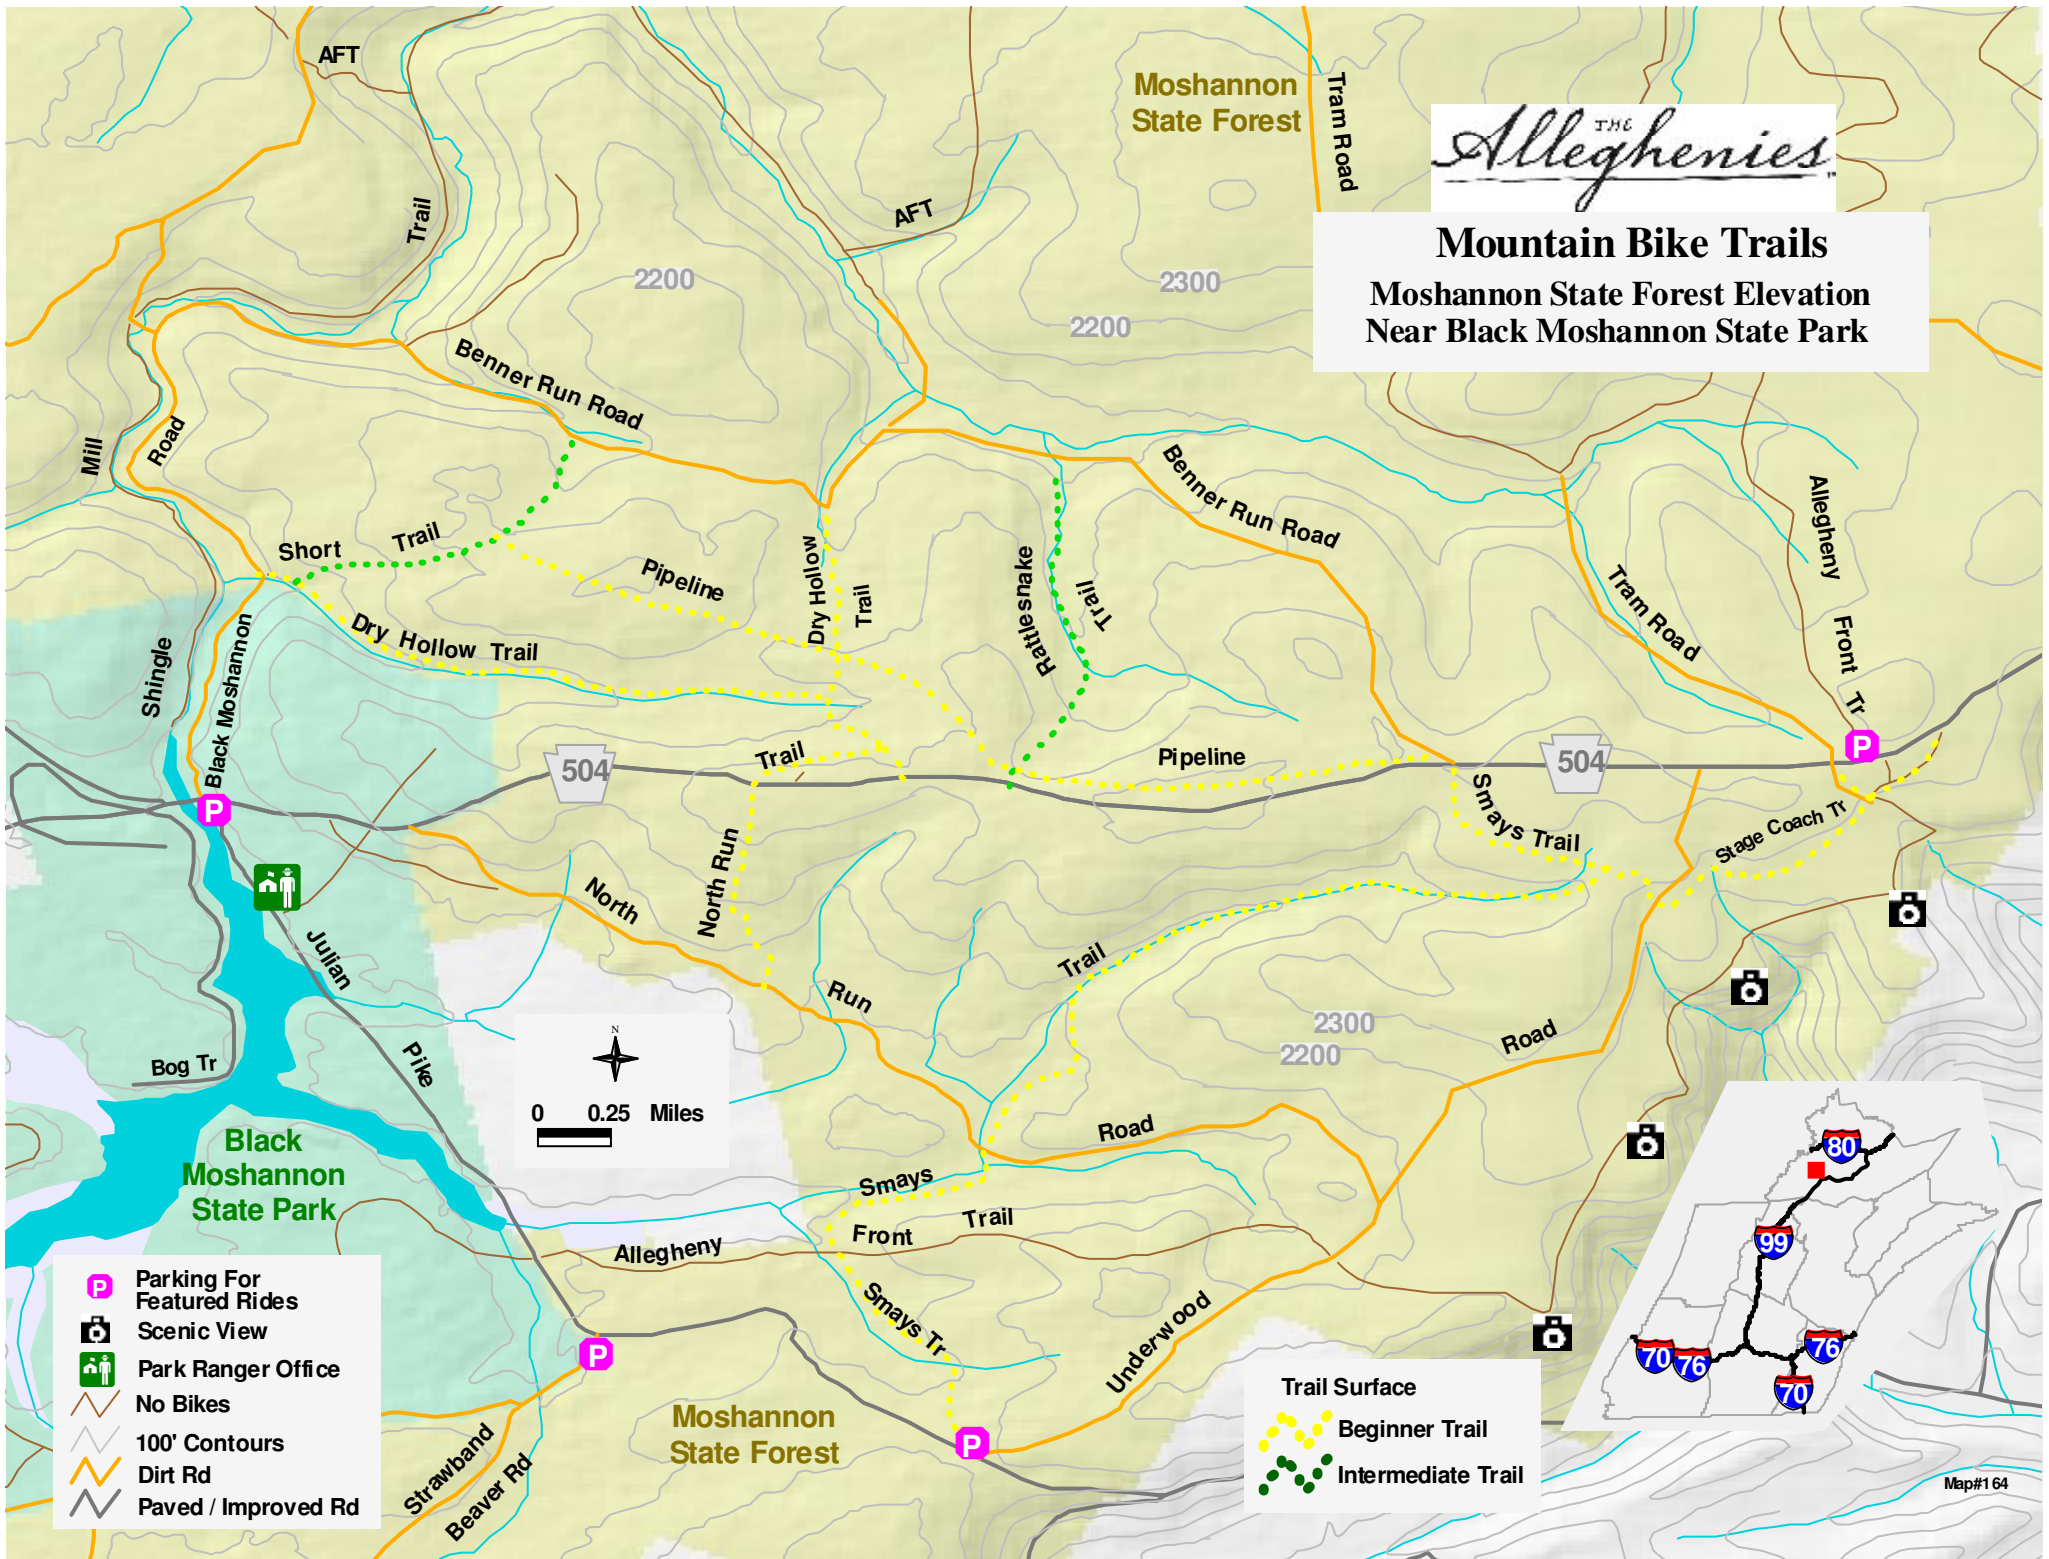 AFT
Trail
AFT
Moshannon
State Forest
Tram Road
THE
Alleghenies
Mountain Bike Trails
Moshannon State Forest Elevation
Near Black Moshannon State Park
2200
2300
2200
Benner Run Road
Mill
Road
Short Trail
Pipeline
Dry Hollow
Trail
Rattlesnake
Trail
Benner Run Road
Tram Road
Allegheny
Front
Tr
P
Dry Hollow Trail
Shingle
Black Moshannon
P
504
Trail
Pipeline
504
Smays Trail
Stage Coach Tr
North Run
North
Run
Road
Trail
2300
2200
Road
Julian
Pike
Bog Tr
N
0 0.25 Miles
Black
Moshannon
State Park
Smays
Trail
Allegheny
Front
Smays Tr
Underwood
P
P
Moshannon
State Forest
Strawband
Beaver Rd
P
Parking For
Featured Rides
Scenic View
Park Ranger Office
No Bikes
100' Contours
Dirt Rd
Paved / Improved Rd
Trail Surface
Beginner Trail
Intermediate Trail
80
99
70
76
76
70
Map#164